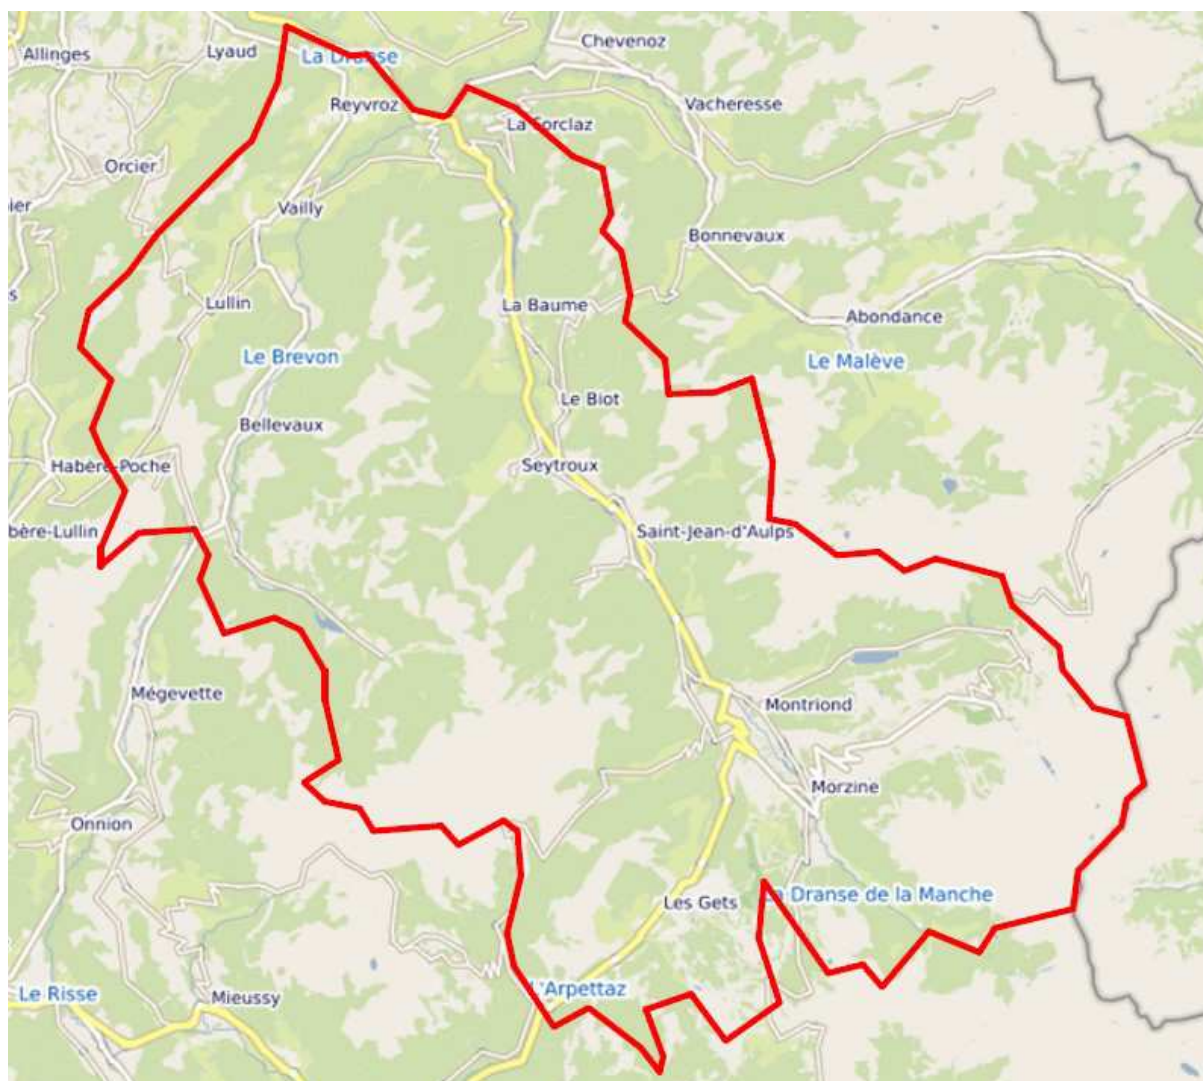 Allinges
Lyaud
La Dranse
Chevenoz
Reyvroz
Vacheresse
La Forclaz
Orcier
ier
Vailly
Bonnevaux
s
Lullin
La Baume
Abondance
Le Brevon
Le Malève
Le Biot
Bellevaux
Habère-Poche
Seytroux
bère-Lullin
Saint-Jean-d'Aulps
Mégevette
Montriond
Morzine
Onnion
Les Gets
La Dranse de la Manche
Le Risse
Mieussy
L'Arpettaz